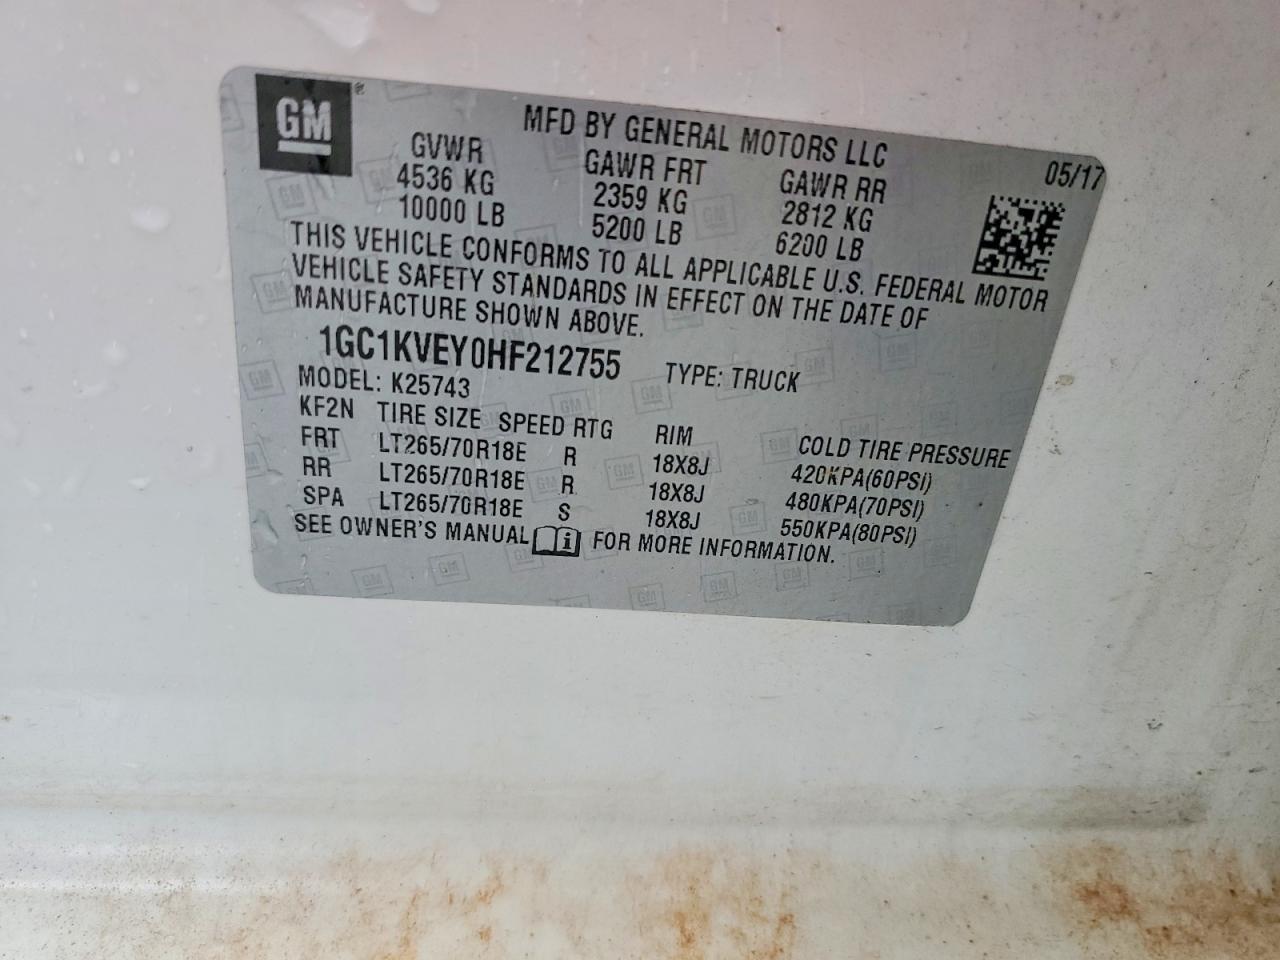 GM ®
MFD BY GENERAL MOTORS LLC
05/17
GVWR GAWR FRT GAWR RR
4536 KG 2359 KG 2812 KG
10000 LB 5200 LB 6200 LB
THIS VEHICLE CONFORMS TO ALL APPLICABLE U.S. FEDERAL MOTOR
VEHICLE SAFETY STANDARDS IN EFFECT ON THE DATE OF
MANUFACTURE SHOWN ABOVE.
1GC1KVEY0HF212755 TYPE: TRUCK
MODEL: K25743
KF2N TIRE SIZE SPEED RTG RIM COLD TIRE PRESSURE
FRT LT265/70R18E R 18X8J 420KPA(60PSI)
RR LT265/70R18E R 18X8J 480KPA(70PSI)
SPA LT265/70R18E S 18X8J 550KPA(80PSI)
SEE OWNER'S MANUAL i FOR MORE INFORMATION.